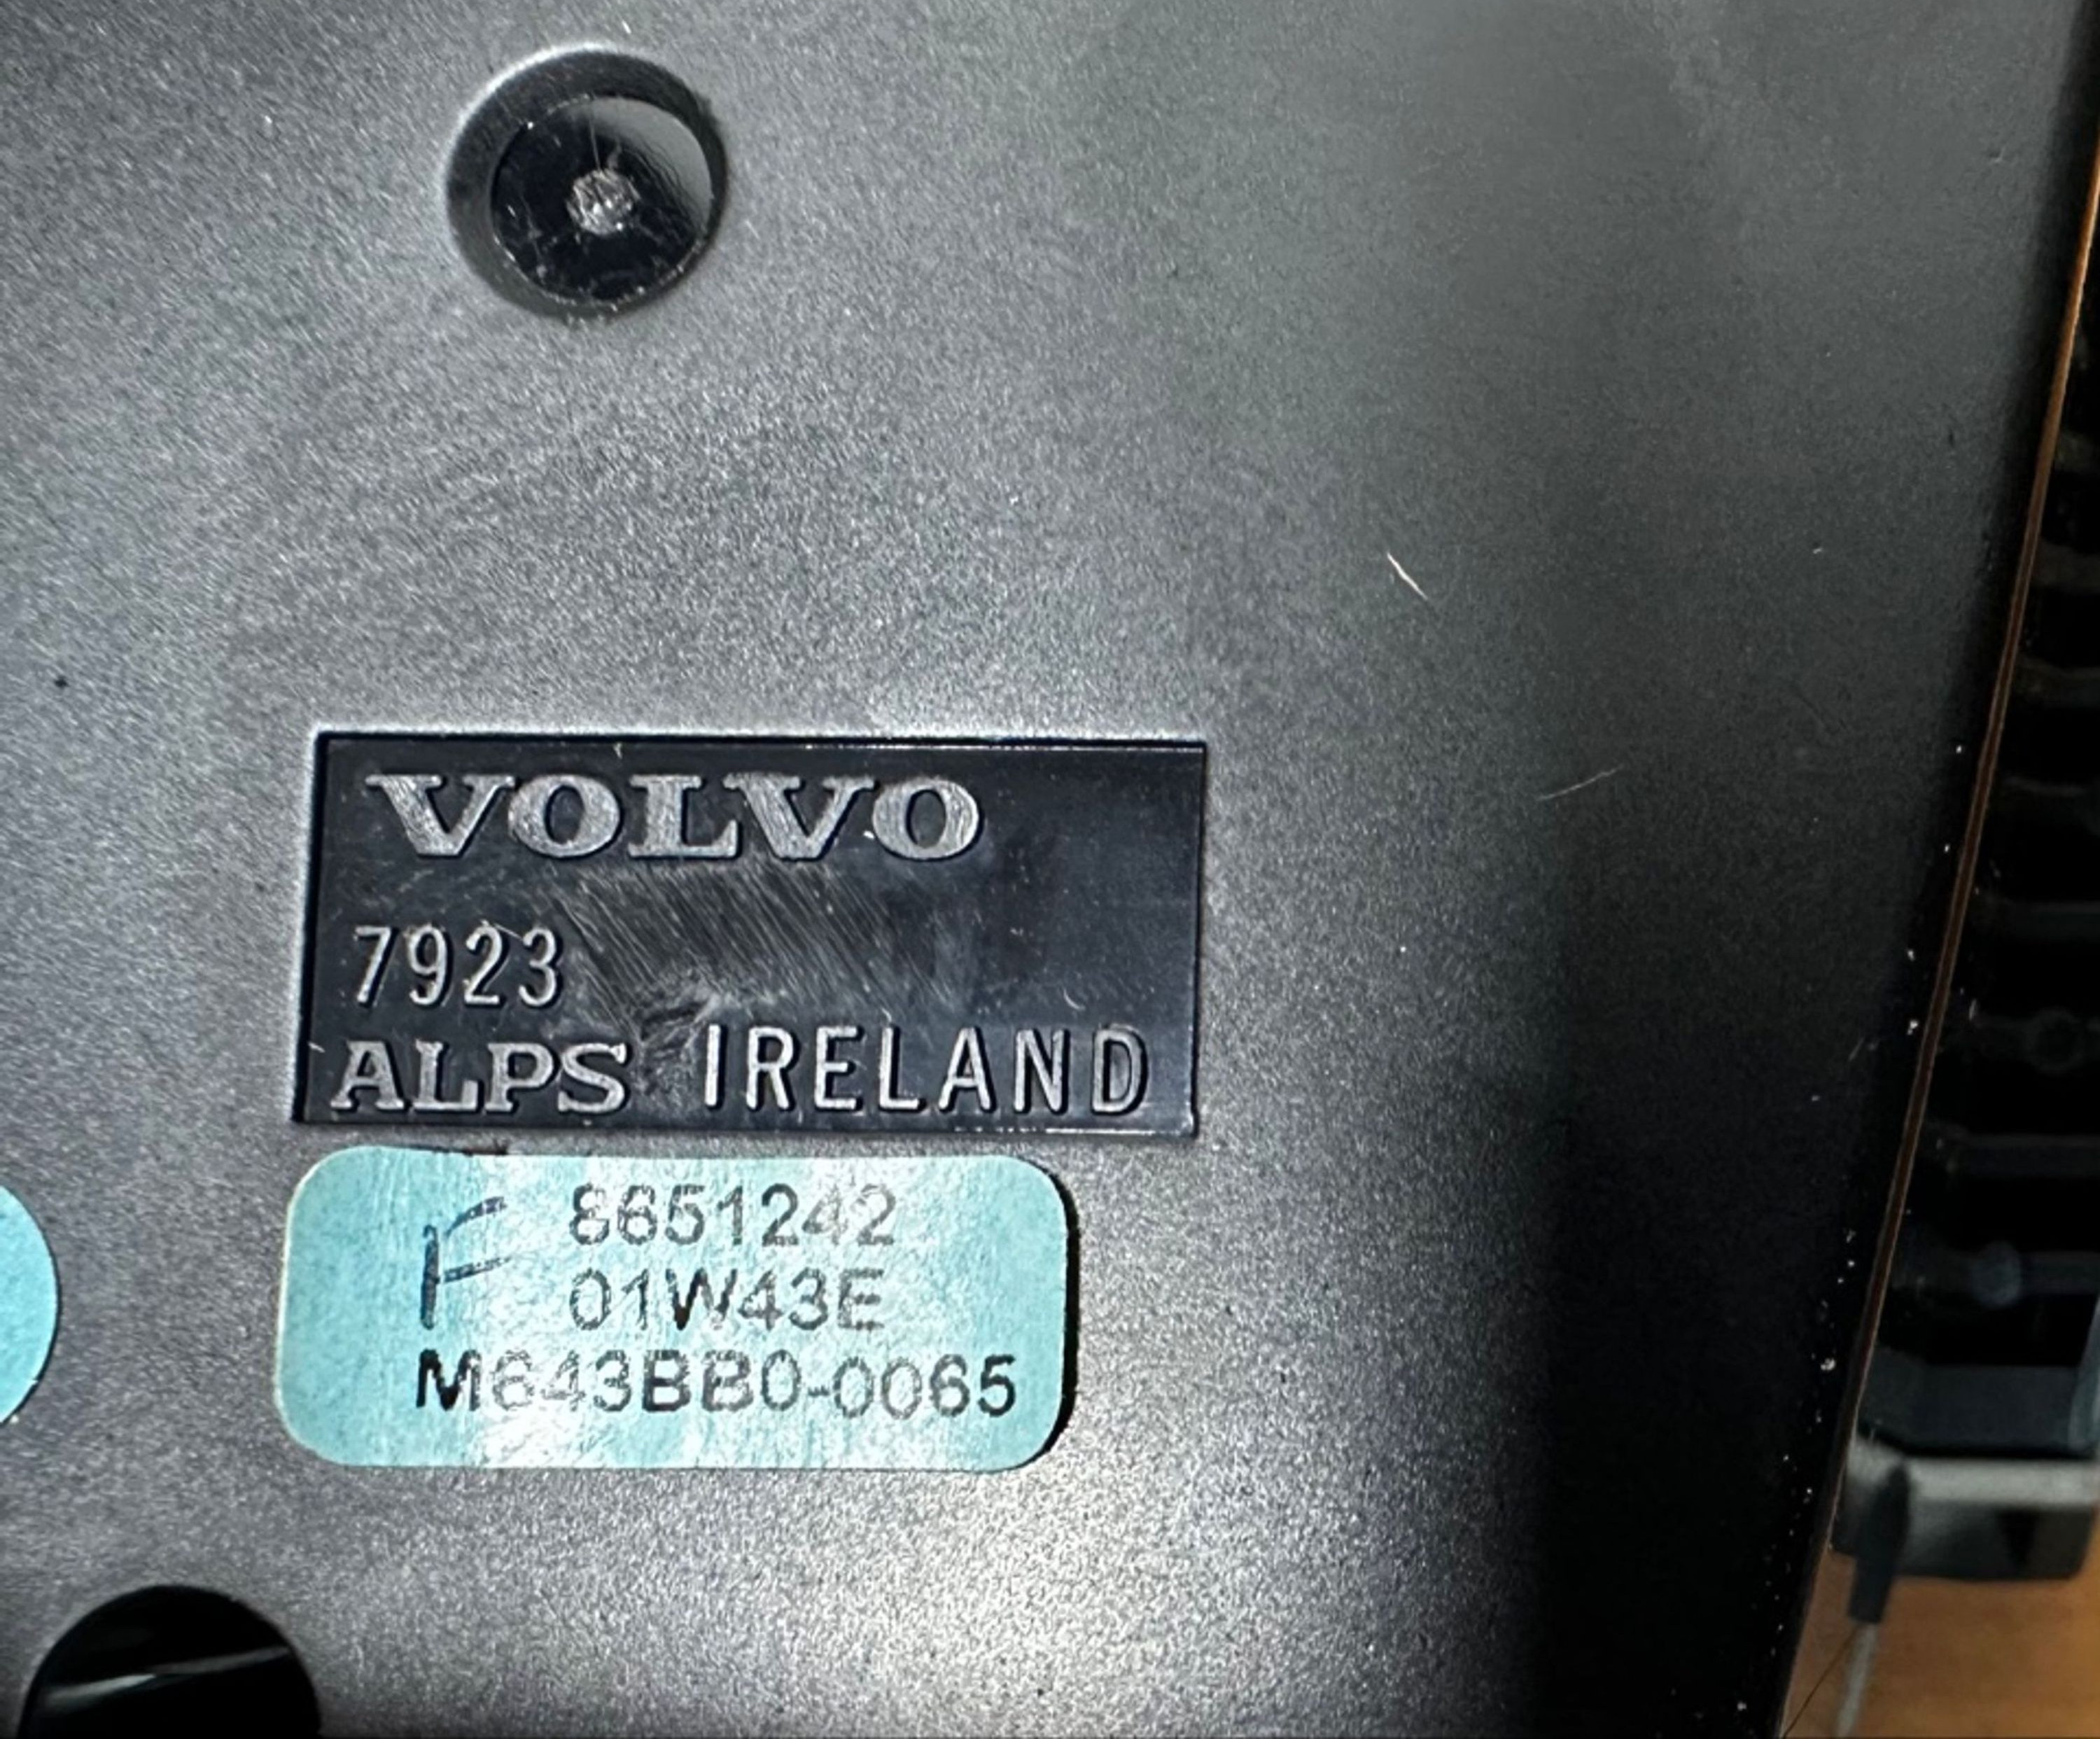 VOLVO
7923
ALPS IRELAND
F 8651242
01W43E
M643BB0-0065